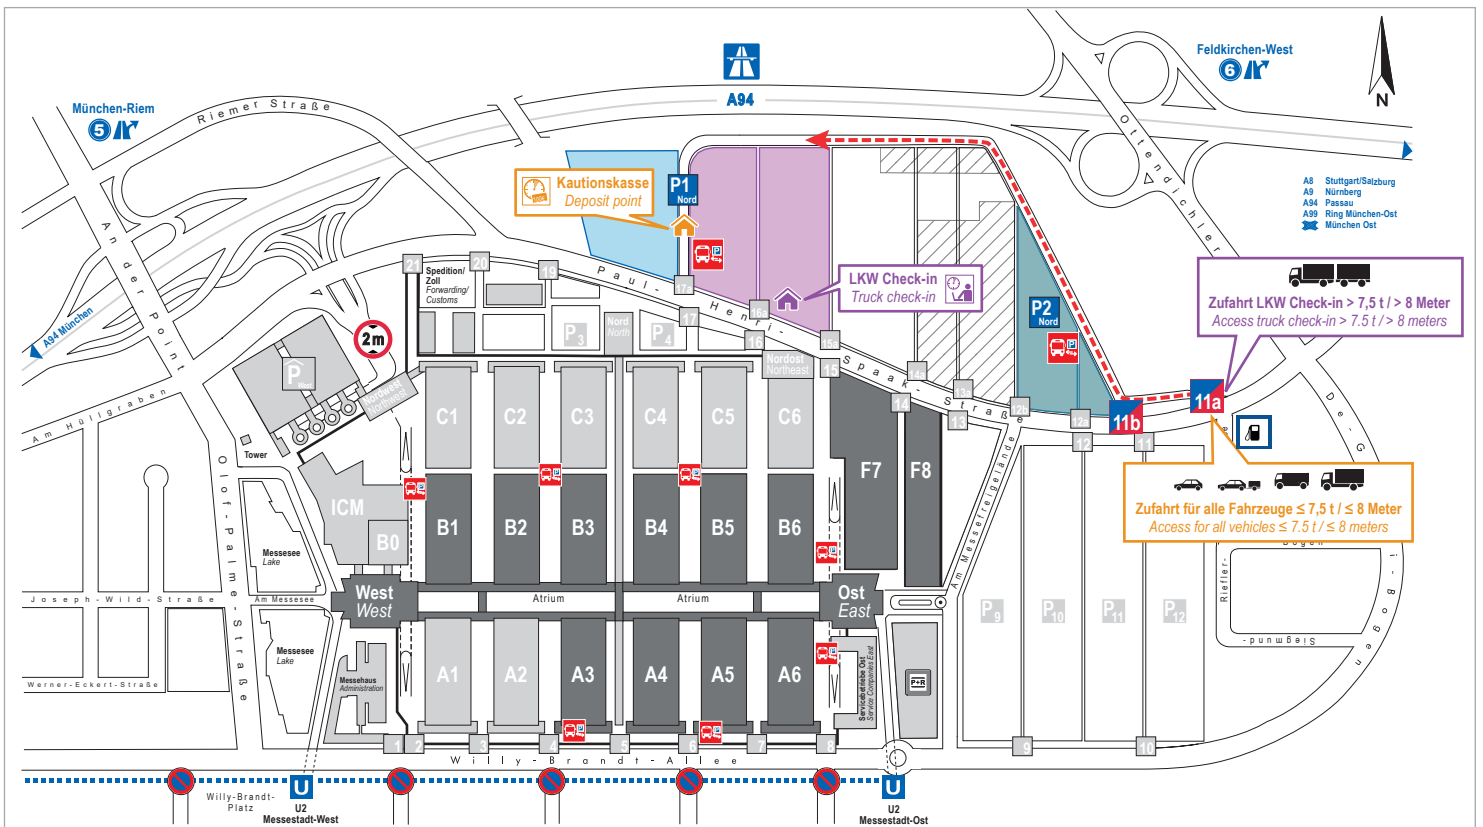 A94
München-Riem
5
Riemer Straße
Feldkirchen-West
6
N
Ottendichler
A8 Stuttgart/Salzburg
A9 Nürnberg
A94 Passau
A99 Ring München-Ost
München Ost
Kautionskasse
Deposit point
P1
Nord
An der Point
A94 München
2m
P
West
Nordwest
Northwest
Am Hüllgraben
Tower
21
20
19
Spedition/
Zoll
Forwarding/
Customs
Paul-Henri-Spaak-Straße
17a
17
16a
16
15a
15
14a
14
13a
13
12b
12a
12
11
P3
Nord
North
P4
Nordost
Northeast
LKW Check-in
Truck check-in
P2
Nord
11b
11a
Zufahrt LKW Check-in > 7,5 t / > 8 Meter
Access truck check-in > 7.5 t / > 8 meters
Zufahrt für alle Fahrzeuge ≤ 7,5 t / ≤ 8 Meter
Access for all vehicles ≤ 7.5 t / ≤ 8 meters
De-G
i-Bogen
Bogen
Riefler-
Siegmund-
C1
C2
C3
C4
C5
C6
F7
F8
ICM
B0
B1
B2
B3
B4
B5
B6
Am Messefreigelände
Olof-Palme-Straße
Messesee
Lake
Joseph-Wild-Straße
Am Messesee
West
West
Atrium
Atrium
Ost
East
P9
P10
P11
P12
Messesee
Lake
Werner-Eckert-Straße
Messehaus
Administration
A1
A2
A3
A4
A5
A6
Servicebetriebe Ost
Service Companies East
P+R
1
2
3
4
5
6
7
8
9
10
Willy-Brandt-Allee
Willy-Brandt-
Platz
U
U2
Messestadt-West
U
U2
Messestadt-Ost